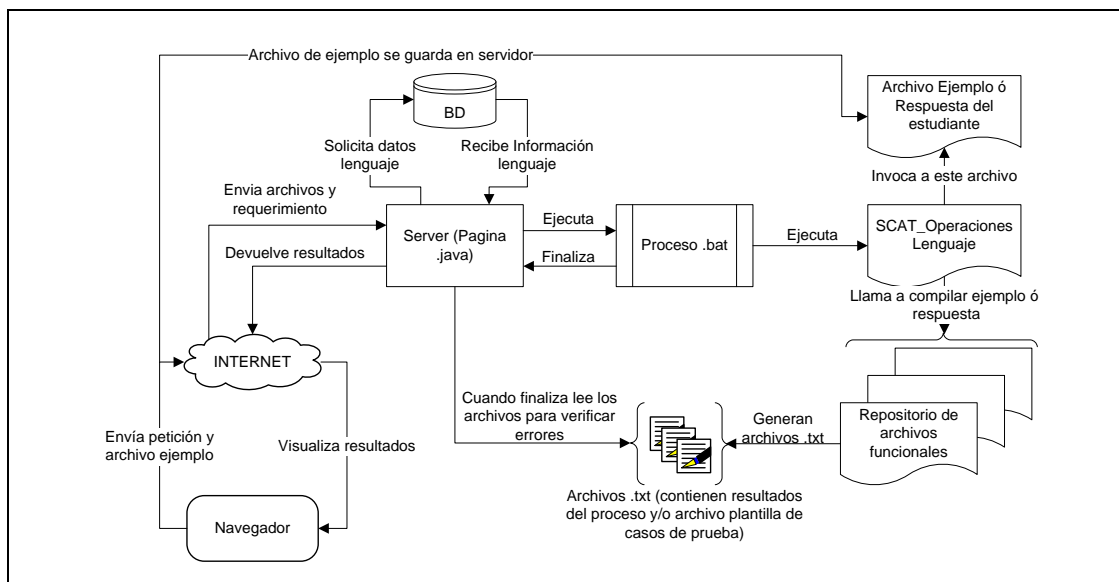 Archivo de ejemplo se guarda en servidor
BD
Archivo Ejemplo ó
Respuesta del
estudiante
Solicita datos
lenguaje
Recibe Información
lenguaje
Invoca a este archivo
Envia archivos y
requerimiento
Server (Pagina
.java)
Ejecuta
Finaliza
Proceso .bat
Ejecuta
SCAT_Operaciones
Lenguaje
Devuelve resultados
Llama a compilar ejemplo ó
respuesta
INTERNET
Cuando finaliza lee los
archivos para verificar
errores
Generan
archivos .txt
Repositorio de
archivos
funcionales
Envía petición y
archivo ejemplo
Visualiza resultados
Archivos .txt (contienen resultados
del proceso y/o archivo plantilla de
casos de prueba)
Navegador